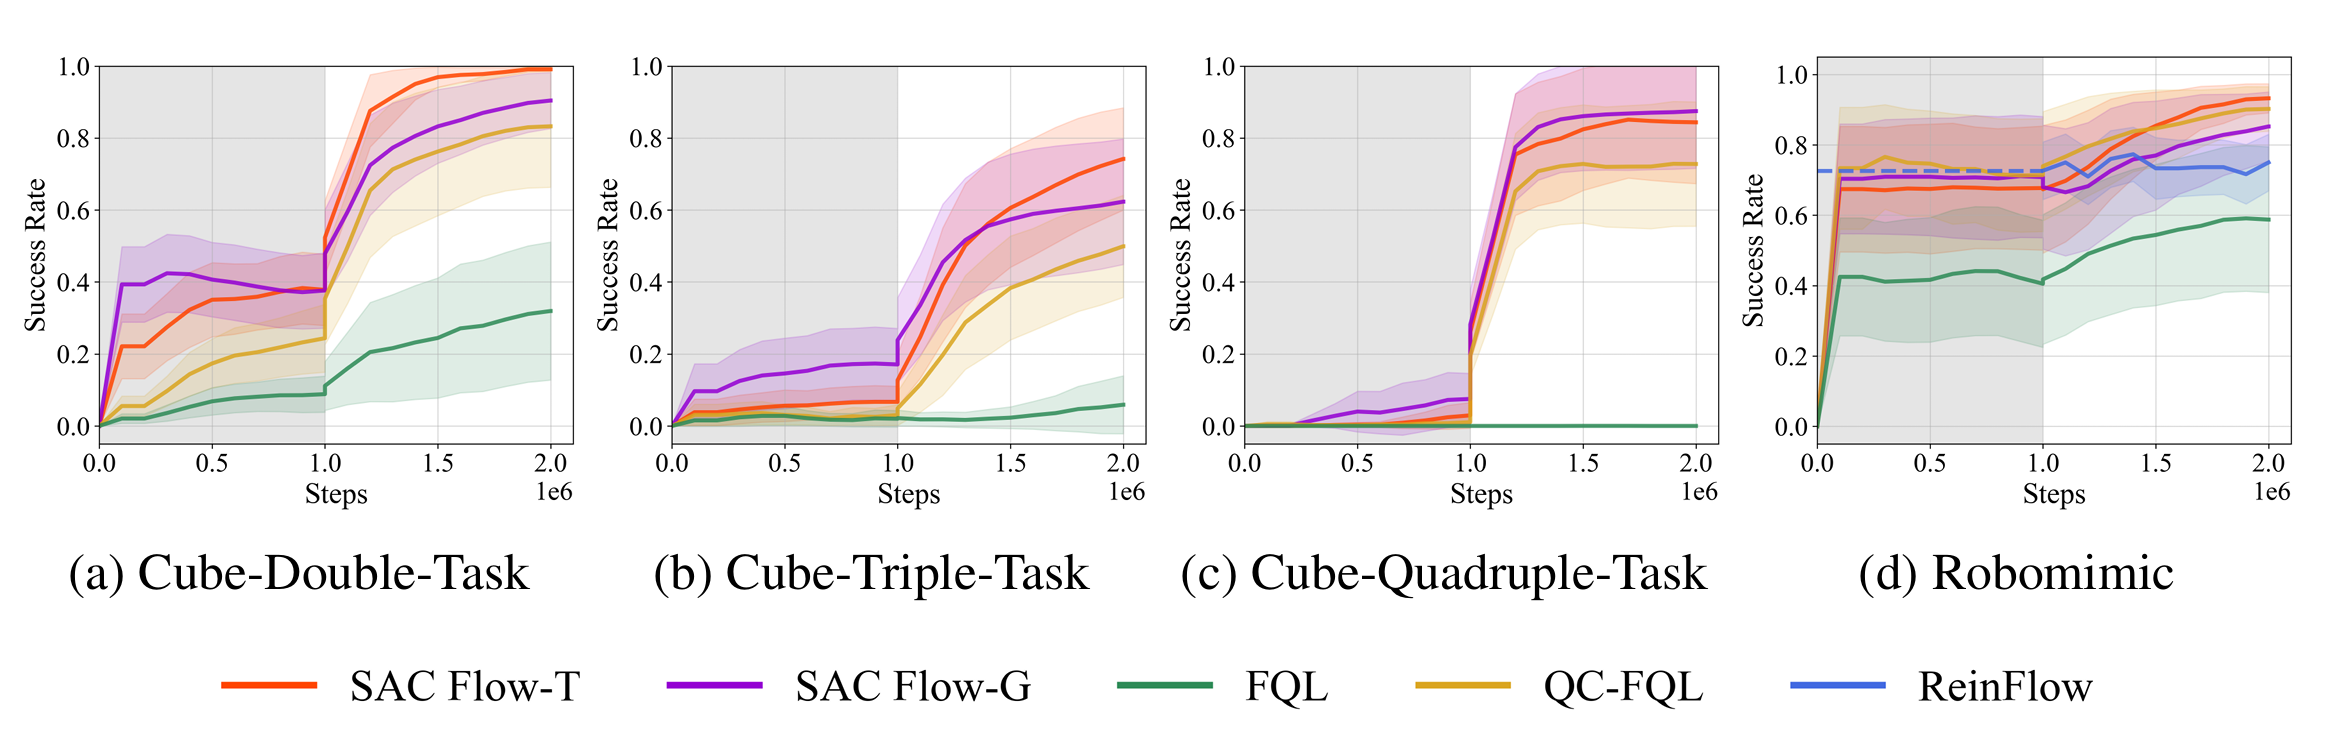 Success Rate
1.0
0.8
0.6
0.4
0.2
0.0
0.0 0.5 1.0 1.5 2.0
Steps 1e6
(a) Cube-Double-Task
Success Rate
1.0
0.8
0.6
0.4
0.2
0.0
0.0 0.5 1.0 1.5 2.0
Steps 1e6
(b) Cube-Triple-Task
Success Rate
1.0
0.8
0.6
0.4
0.2
0.0
0.0 0.5 1.0 1.5 2.0
Steps 1e6
(c) Cube-Quadruple-Task
Success Rate
1.0
0.8
0.6
0.4
0.2
0.0
0.0 0.5 1.0 1.5 2.0
Steps 1e6
(d) Robomimic
SAC Flow-T SAC Flow-G FQL QC-FQL ReinFlow